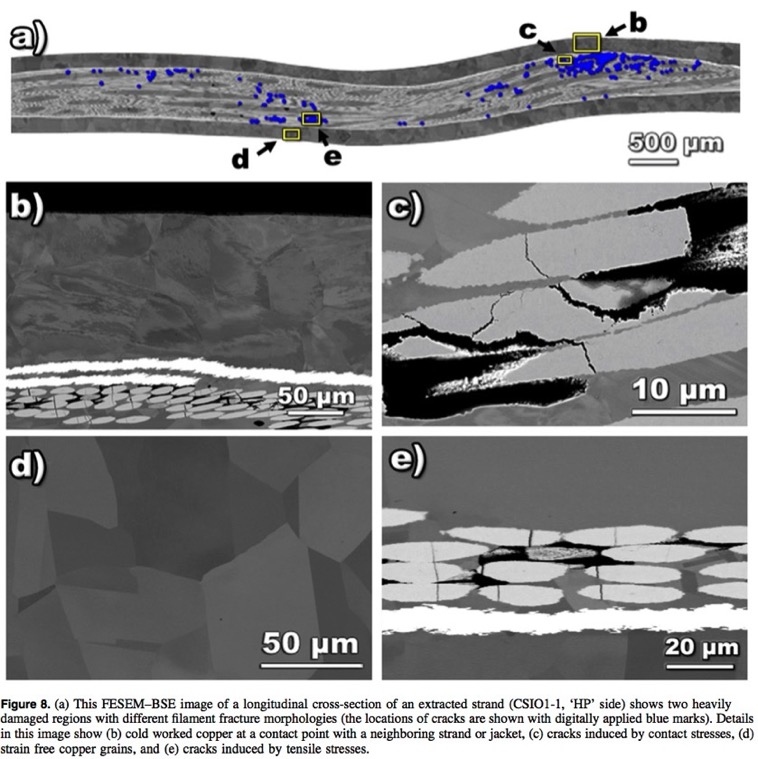 a)
c
b
d
e
500 μm
b)
50 μm
c)
10 μm
d)
50 μm
e)
20 μm
Figure 8. (a) This FESEM–BSE image of a longitudinal cross-section of an extracted strand (CSIO1-1, ‘HP’ side) shows two heavily
damaged regions with different filament fracture morphologies (the locations of cracks are shown with digitally applied blue marks). Details
in this image show (b) cold worked copper at a contact point with a neighboring strand or jacket, (c) cracks induced by contact stresses, (d)
strain free copper grains, and (e) cracks induced by tensile stresses.